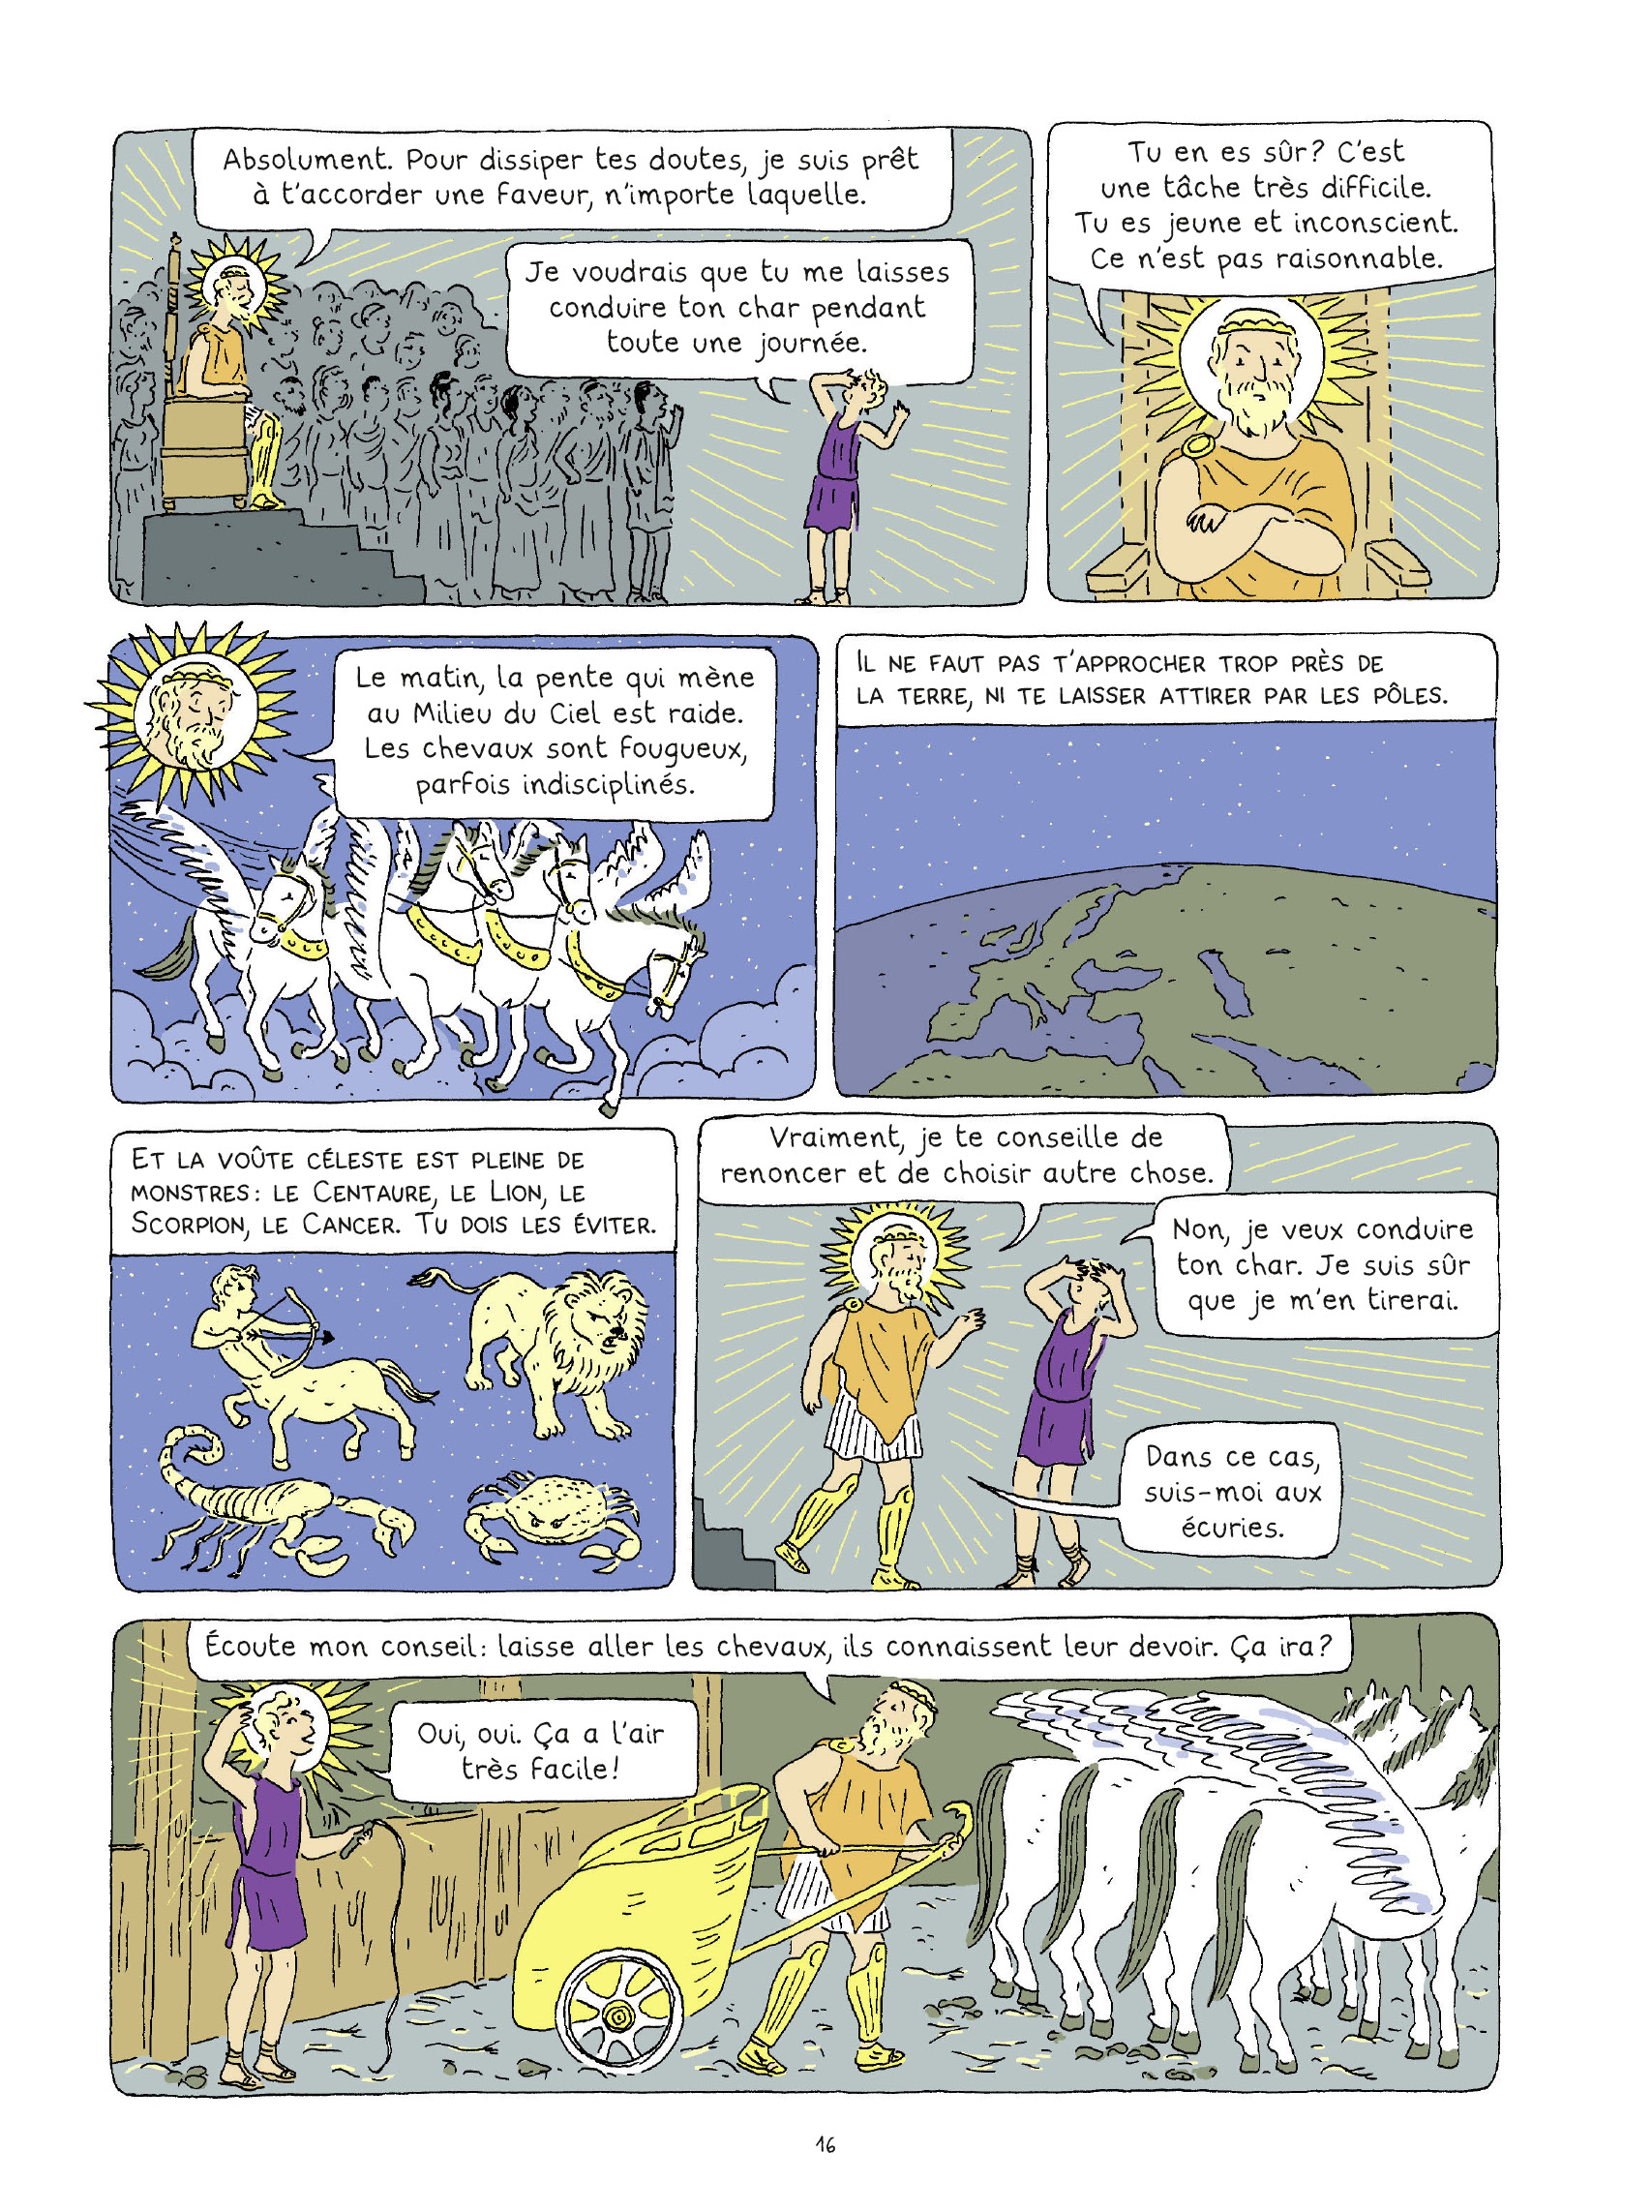 Absolument. Pour dissiper tes doutes, je suis prêt
à t'accorder une faveur, n'importe laquelle.
Je voudrais que tu me laisses
conduire ton char pendant
toute une journée.
Tu en es sûr? C'est
une tâche très difficile.
Tu es jeune et inconscient.
Ce n'est pas raisonnable.
Le matin, la pente qui mène
au Milieu du Ciel est raide.
Les chevaux sont fougueux,
parfois indisciplinés.
IL NE FAUT PAS T'APPROCHER TROP PRÈS DE
LA TERRE, NI TE LAISSER ATTIRER PAR LES PÔLES.
ET LA VOÛTE CÉLESTE EST PLEINE DE
MONSTRES: LE CENTAURE, LE LION, LE
SCORPION, LE CANCER. TU DOIS LES ÉVITER.
Vraiment, je te conseille de
renoncer et de choisir autre chose.
Non, je veux conduire
ton char. Je suis sûr
que je m'en tirerai.
Dans ce cas,
suis-moi aux
écuries.
Écoute mon conseil: laisse aller les chevaux, ils connaissent leur devoir. Ça ira?
Oui, oui. Ça a l'air
très facile!
16